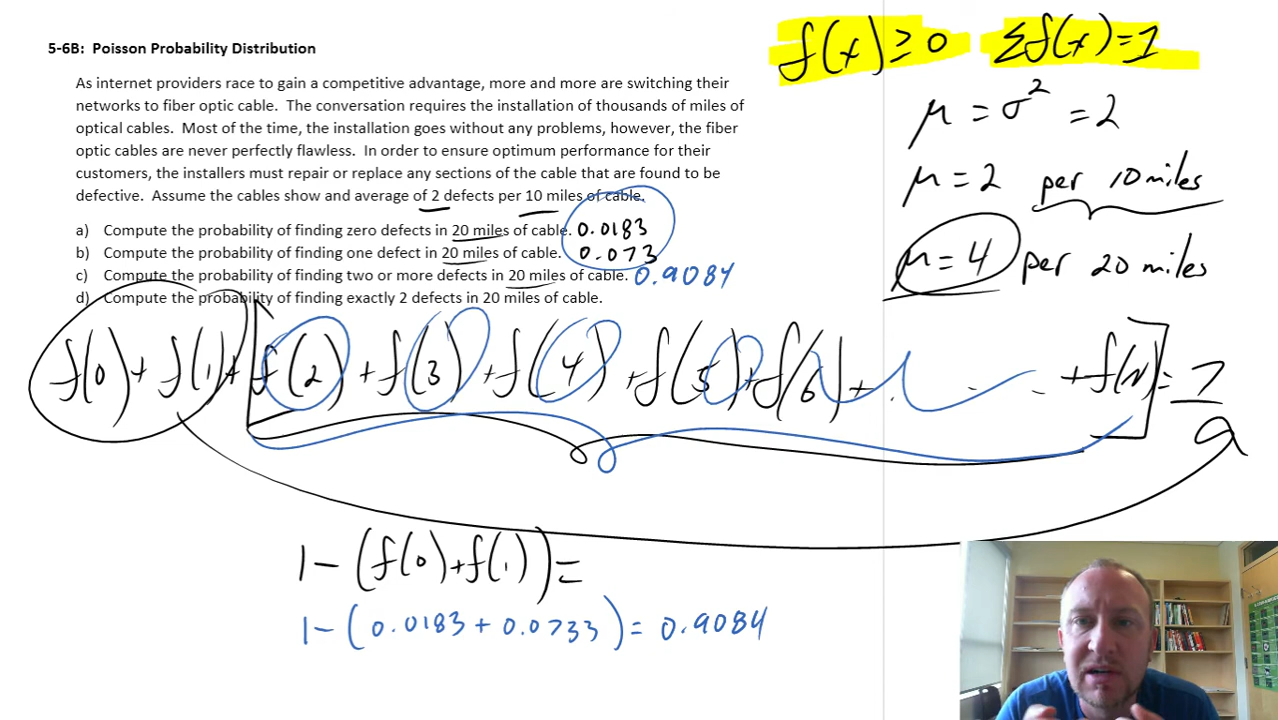 5-6B: Poisson Probability Distribution
f(x) ≥ 0 Σf(x) = 1
As internet providers race to gain a competitive advantage, more and more are switching their
networks to fiber optic cable. The conversation requires the installation of thousands of miles of
optical cables. Most of the time, the installation goes without any problems, however, the fiber
optic cables are never perfectly flawless. In order to ensure optimum performance for their
customers, the installers must repair or replace any sections of the cable that are found to be
defective. Assume the cables show and average of 2 defects per 10 miles of cable.
μ = σ² = 2
μ = 2 per 10 miles
μ = 4 per 20 miles
a) Compute the probability of finding zero defects in 20 miles of cable. 0.0183
b) Compute the probability of finding one defect in 20 miles of cable. 0.073
c) Compute the probability of finding two or more defects in 20 miles of cable. 0.9084
d) Compute the probability of finding exactly 2 defects in 20 miles of cable.
f(0) + f(1) + [f(2) + f(3) + f(4) + f(5) + f(6) + . - - + f(N)] = 1
1 - (f(0) + f(1)) =
1 - (0.0183 + 0.0733) = 0.9084